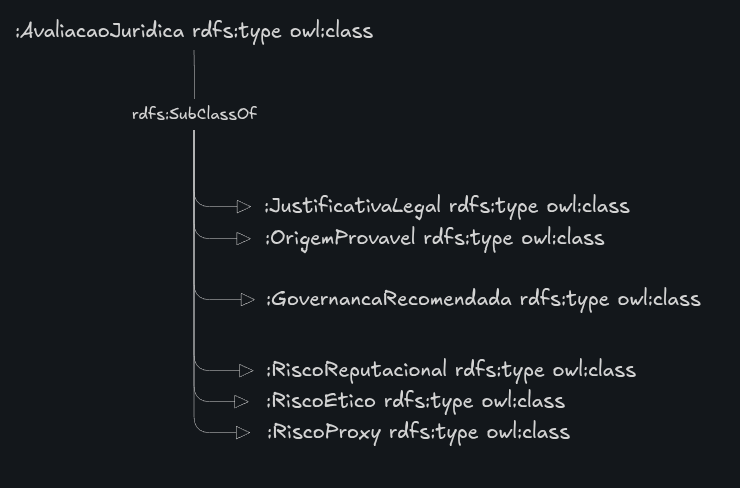 :AvaliacaoJuridica rdfs:type owl:class
rdfs:SubClassOf
:JustificativaLegal rdfs:type owl:class
:OrigemProvavel rdfs:type owl:class
:GovernancaRecomendada rdfs:type owl:class
:RiscoReputacional rdfs:type owl:class
:RiscoEtico rdfs:type owl:class
:RiscoProxy rdfs:type owl:class